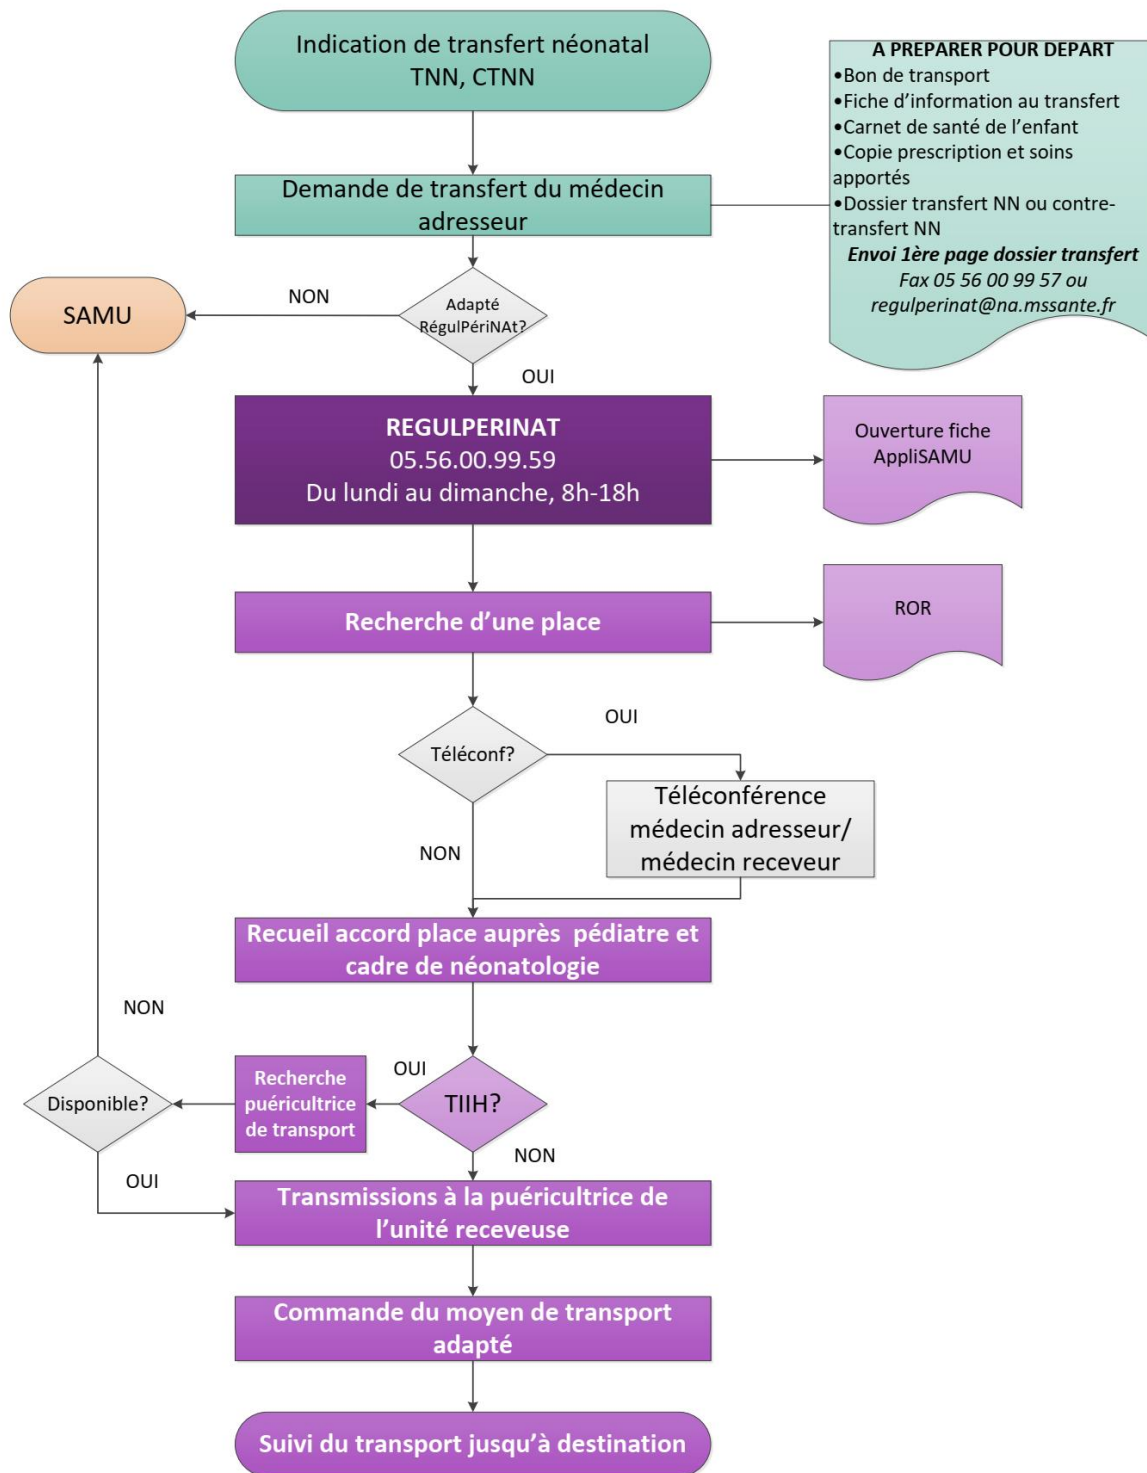 Indication de transfert néonatal
TNN, CTNN
A PREPARER POUR DEPART
•Bon de transport
•Fiche d'information au transfert
•Carnet de santé de l'enfant
•Copie prescription et soins
apportés
•Dossier transfert NN ou contre-
transfert NN
Envoi 1ère page dossier transfert
Fax 05 56 00 99 57 ou
regulperinat@na.mssante.fr
Demande de transfert du médecin
adresseur
Adapté
RégulPériNAt?
NON
SAMU
OUI
REGULPERINAT
05.56.00.99.59
Du lundi au dimanche, 8h-18h
Ouverture fiche
AppliSAMU
Recherche d'une place
ROR
Téléconf?
OUI
Téléconférence
médecin adresseur/
médecin receveur
NON
Recueil accord place auprès  pédiatre et
cadre de néonatologie
TIIH?
OUI
Recherche
puéricultrice
de transport
Disponible?
NON
OUI
NON
Transmissions à la puéricultrice de
l'unité receveuse
Commande du moyen de transport
adapté
Suivi du transport jusqu'à destination